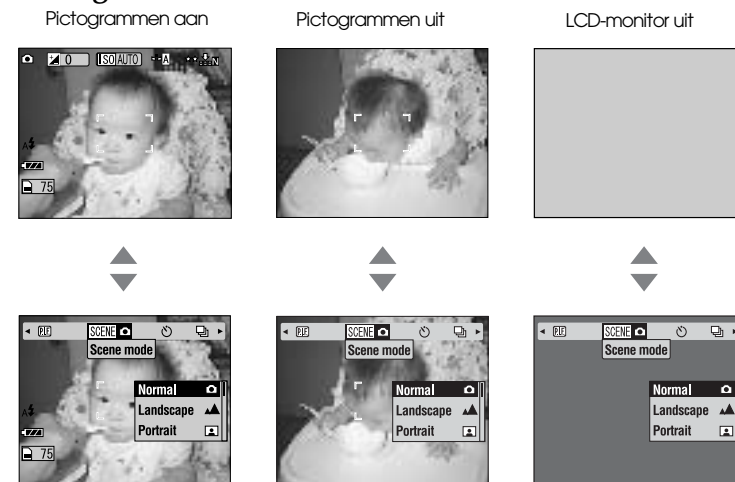 Pictogrammen aan
Pictogrammen uit
LCD-monitor uit
0 ISO AUTO A N
A
75
P.I.F SCENE
Scene mode
Normal
Landscape
Portrait
A
75
P.I.F SCENE
Scene mode
Normal
Landscape
Portrait
P.I.F SCENE
Scene mode
Normal
Landscape
Portrait